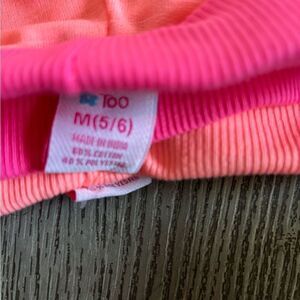 Too
M(5/6)
MADE IN INDIA
60% COTTON
40% POLYESTER